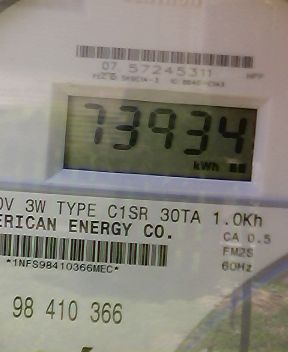 07 57245311
73934
kWh
0V 3W TYPE C1SR 30TA 1.0Kh
ERICAN ENERGY CO.
CA 0.5
FM2S
60Hz
*1NFS98410366MEC*
98 410 366